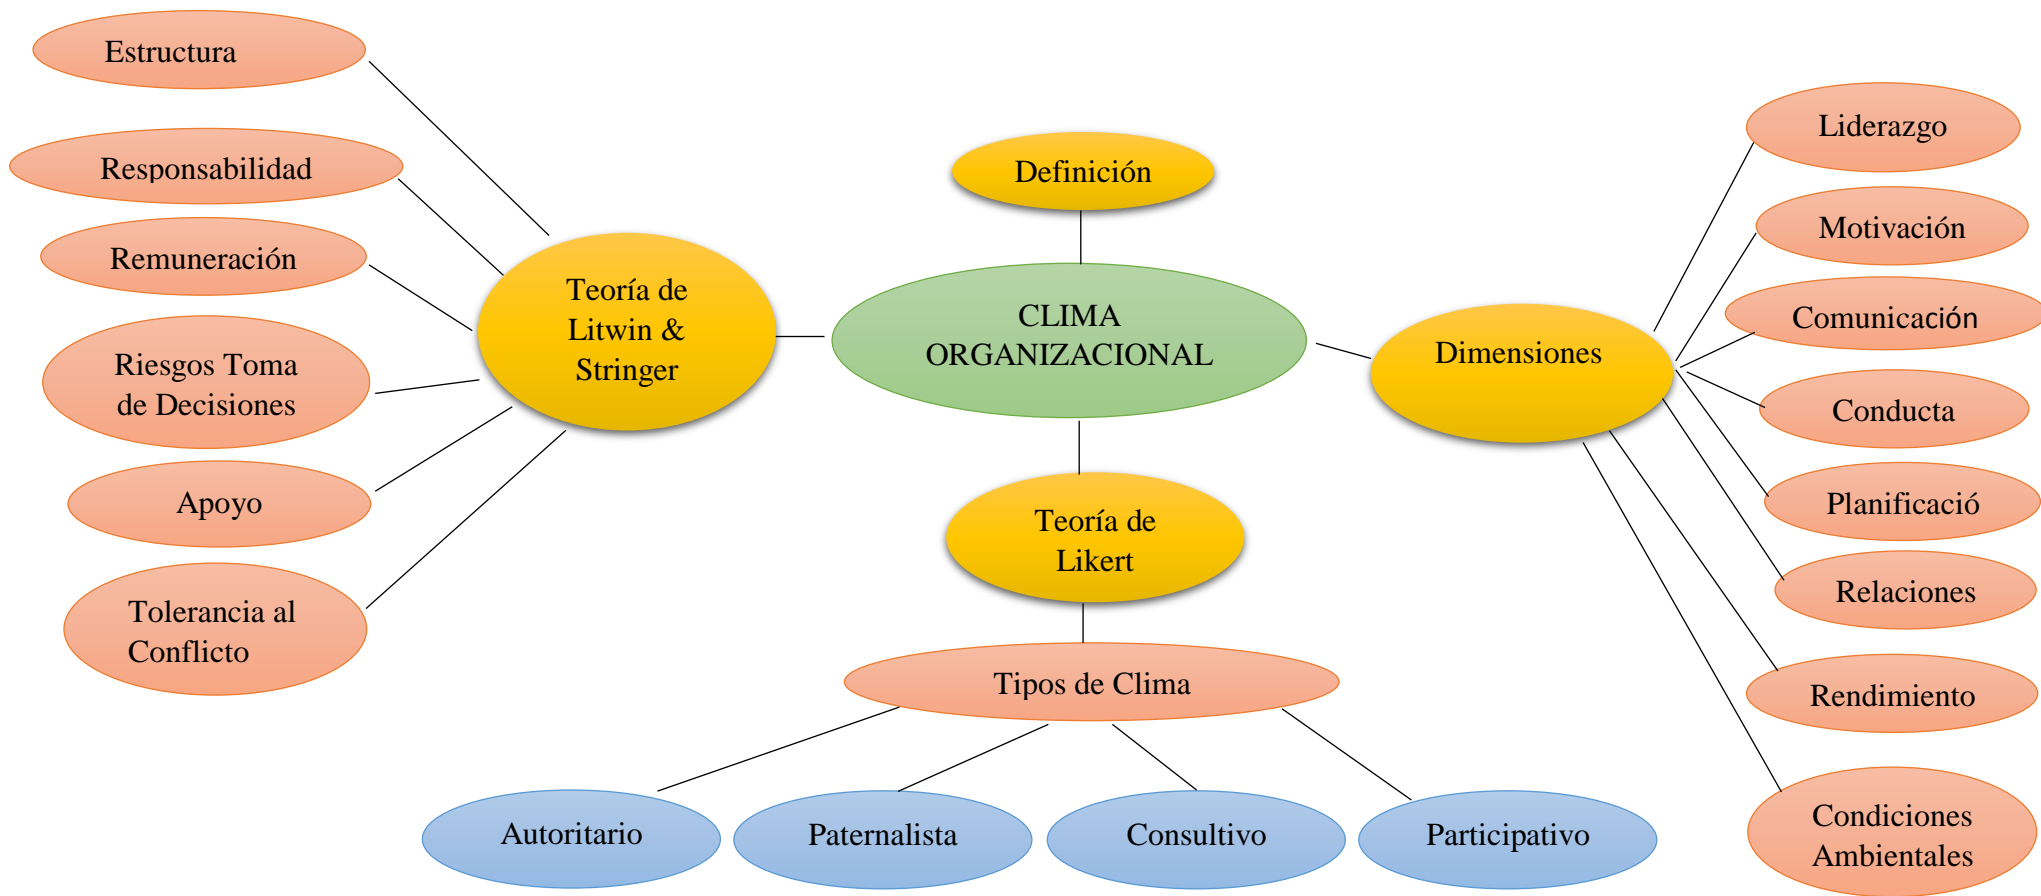 Estructura
Responsabilidad
Remuneración
Riesgos Toma
de Decisiones
Apoyo
Tolerancia al
Conflicto
Teoría de
Litwin &
Stringer
Definición
CLIMA
ORGANIZACIONAL
Teoría de
Likert
Tipos de Clima
Autoritario
Paternalista
Consultivo
Participativo
Dimensiones
Liderazgo
Motivación
Comunicación
Conducta
Planificació
Relaciones
Rendimiento
Condiciones
Ambientales